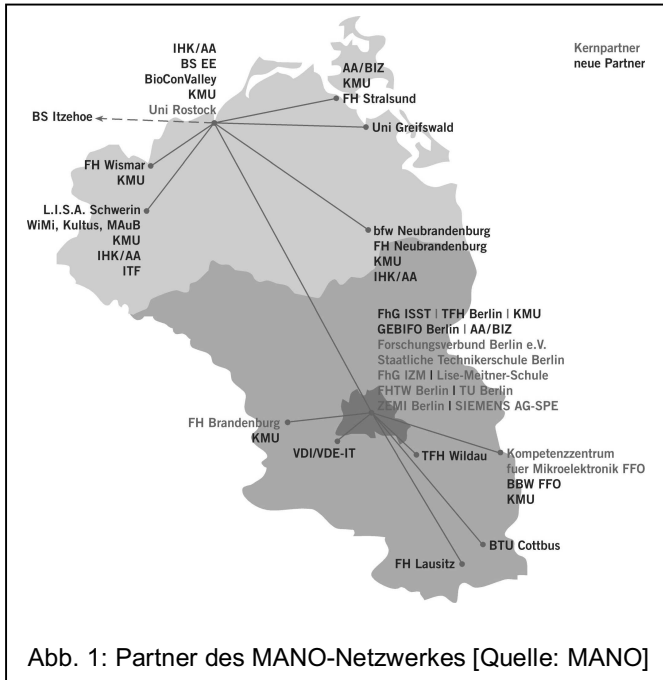 IHK/AA
BS EE
BioConValley
KMU
Uni Rostock
BS Itzehoe
AA/BIZ
KMU
FH Stralsund
Kernpartner
neue Partner
Uni Greifswald
FH Wismar
KMU
L.I.S.A. Schwerin
WiMi, Kultus, MAuB
KMU
IHK/AA
ITF
bfw Neubrandenburg
FH Neubrandenburg
KMU
IHK/AA
FhG ISST | TFH Berlin | KMU
GEBIFO Berlin | AA/BIZ
Forschungsverbund Berlin e.V.
Staatliche Technikerschule Berlin
FhG IZM | Lise-Meitner-Schule
FHTW Berlin | TU Berlin
ZEMI Berlin | SIEMENS AG-SPE
FH Brandenburg
KMU
VDI/VDE-IT
TFH Wildau
Kompetenzzentrum
fuer Mikroelektronik FFO
BBW FFO
KMU
BTU Cottbus
FH Lausitz
Abb. 1: Partner des MANO-Netzwerkes [Quelle: MANO]